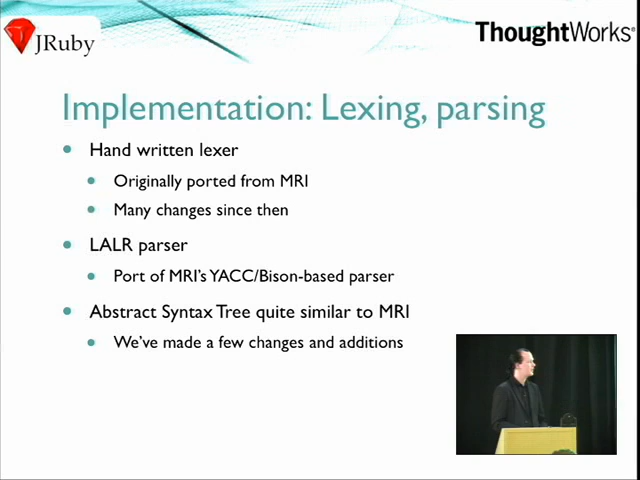 JRuby
ThoughtWorks®
Implementation: Lexing, parsing
Hand written lexer
Originally ported from MRI
Many changes since then
LALR parser
Port of MRI's YACC/Bison-based parser
Abstract Syntax Tree quite similar to MRI
We've made a few changes and additions